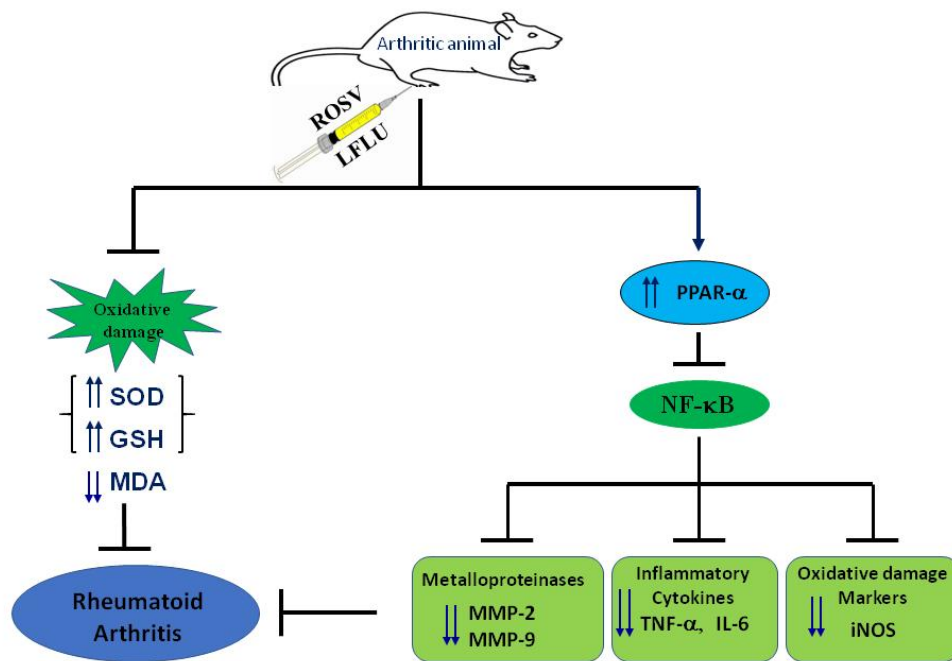 Arthritic animal
ROSV
LFLU
Oxidative
damage
SOD
GSH
MDA
Rheumatoid
Arthritis
PPAR-α
NF-κB
Metalloproteinases
MMP-2
MMP-9
Inflammatory
Cytokines
TNF-α, IL-6
Oxidative damage
Markers
iNOS